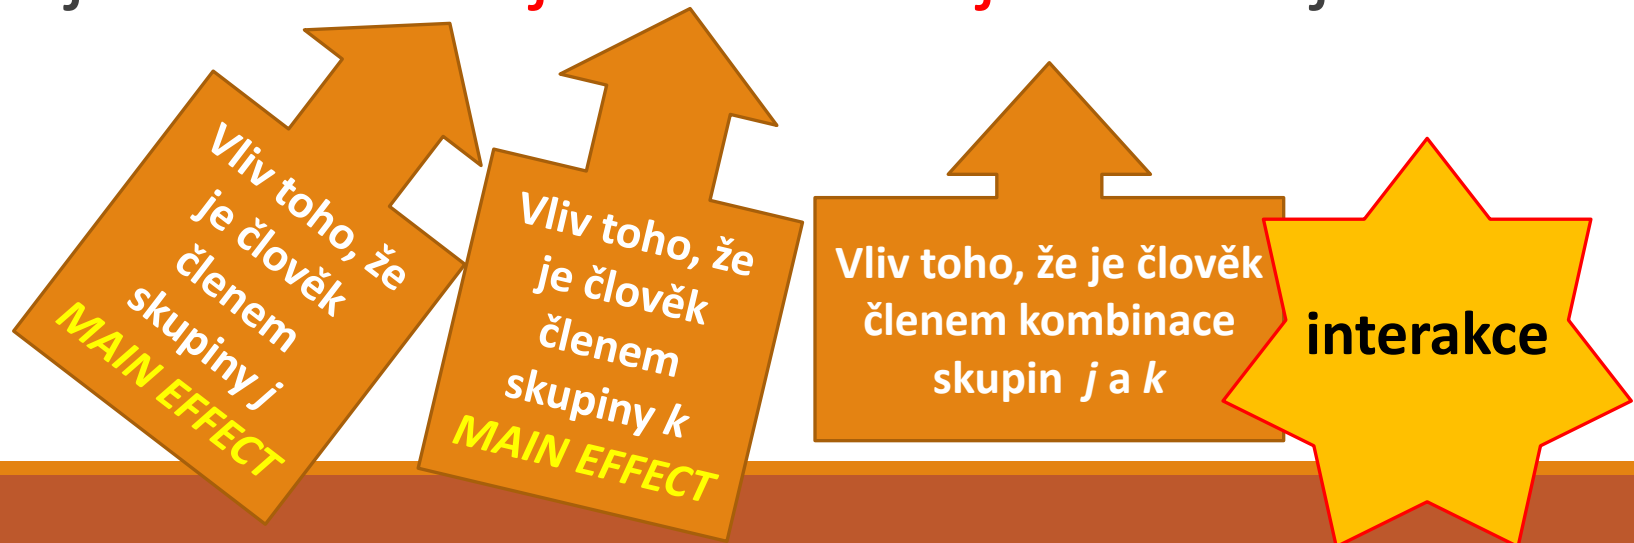 Vliv toho, že
je člověk
členem
skupiny j
MAIN EFFECT
Vliv toho, že
je člověk
členem
skupiny k
MAIN EFFECT
Vliv toho, že je člověk
členem kombinace
skupin j a k
interakce